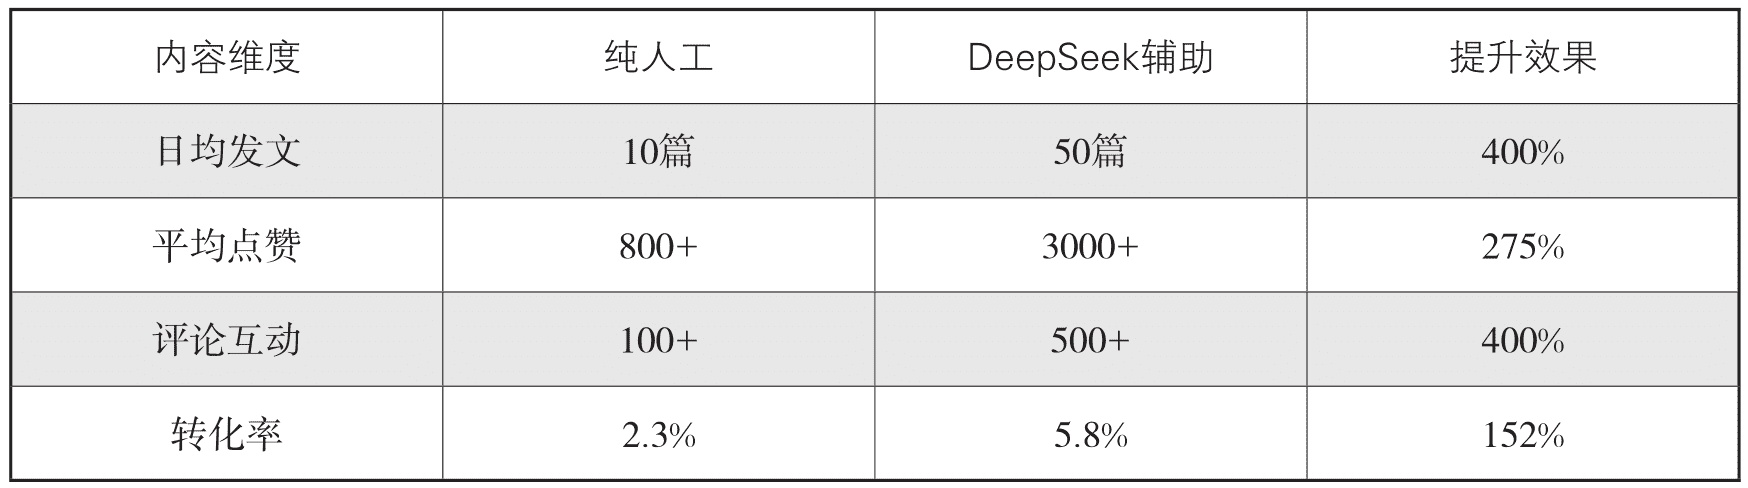 内容维度 纯人工 DeepSeek辅助 提升效果
日均发文 10篇 50篇 400%
平均点赞 800+ 3000+ 275%
评论互动 100+ 500+ 400%
转化率 2.3% 5.8% 152%